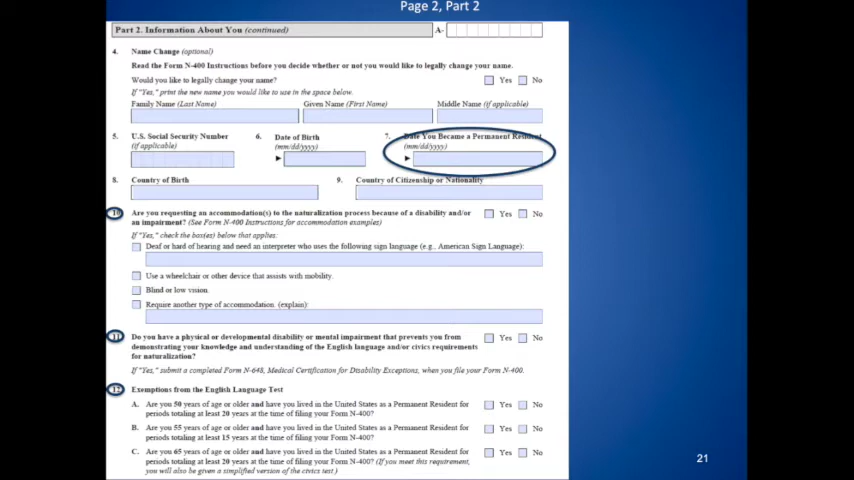 Page 2, Part 2
Part 2. Information About You (continued)
A-
4. Name Change (optional)
Read the Form N-400 Instructions before you decide whether or not you would like to legally change your name.
Would you like to legally change your name?
Yes No
If "Yes," print the new name you would like to use in the space below.
Family Name (Last Name) Given Name (First Name) Middle Name (if applicable)
5. U.S. Social Security Number 6. Date of Birth 7. Date You Became a Permanent Resident
(if applicable) (mm/dd/yyyy) (mm/dd/yyyy)
8. Country of Birth 9. Country of Citizenship or Nationality
10 Are you requesting an accommodation(s) to the naturalization process because of a disability and/or Yes No
an impairment? (See Form N-400 Instructions for accommodation examples)
If "Yes," check the box(es) below that applies:
Deaf or hard of hearing and need an interpreter who uses the following sign language (e.g., American Sign Language):
Use a wheelchair or other device that assists with mobility.
Blind or low vision.
Require another type of accommodation. (explain):
11 Do you have a physical or developmental disability or mental impairment that prevents you from Yes No
demonstrating your knowledge and understanding of the English language and/or civics requirements
for naturalization?
If "Yes," submit a completed Form N-648, Medical Certification for Disability Exceptions, when you file your Form N-400.
12 Exemptions from the English Language Test
A. Are you 50 years of age or older and have you lived in the United States as a Permanent Resident for Yes No
periods totaling at least 20 years at the time of filing your Form N-400?
B. Are you 55 years of age or older and have you lived in the United States as a Permanent Resident for Yes No
periods totaling at least 15 years at the time of filing your Form N-400?
C. Are you 65 years of age or older and have you lived in the United States as a Permanent Resident for Yes No
periods totaling at least 20 years at the time of filing your Form N-400? (If you meet this requirement,
you will also be given a simplified version of the civics test.)
21